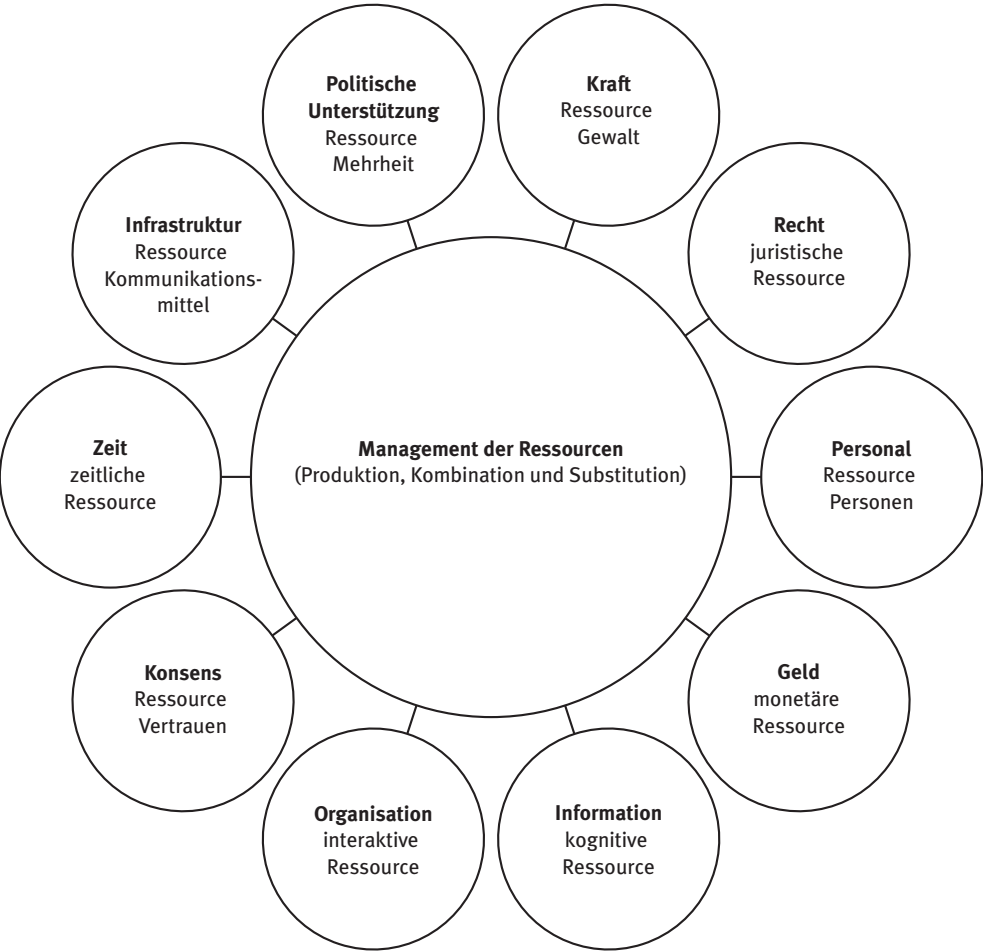 Politische
Unterstützung
Ressource
Mehrheit
Kraft
Ressource
Gewalt
Infrastruktur
Ressource
Kommunikations-
mittel
Recht
juristische
Ressource
Zeit
zeitliche
Ressource
Management der Ressourcen
(Produktion, Kombination und Substitution)
Personal
Ressource
Personen
Konsens
Ressource
Vertrauen
Geld
monetäre
Ressource
Organisation
interaktive
Ressource
Information
kognitive
Ressource